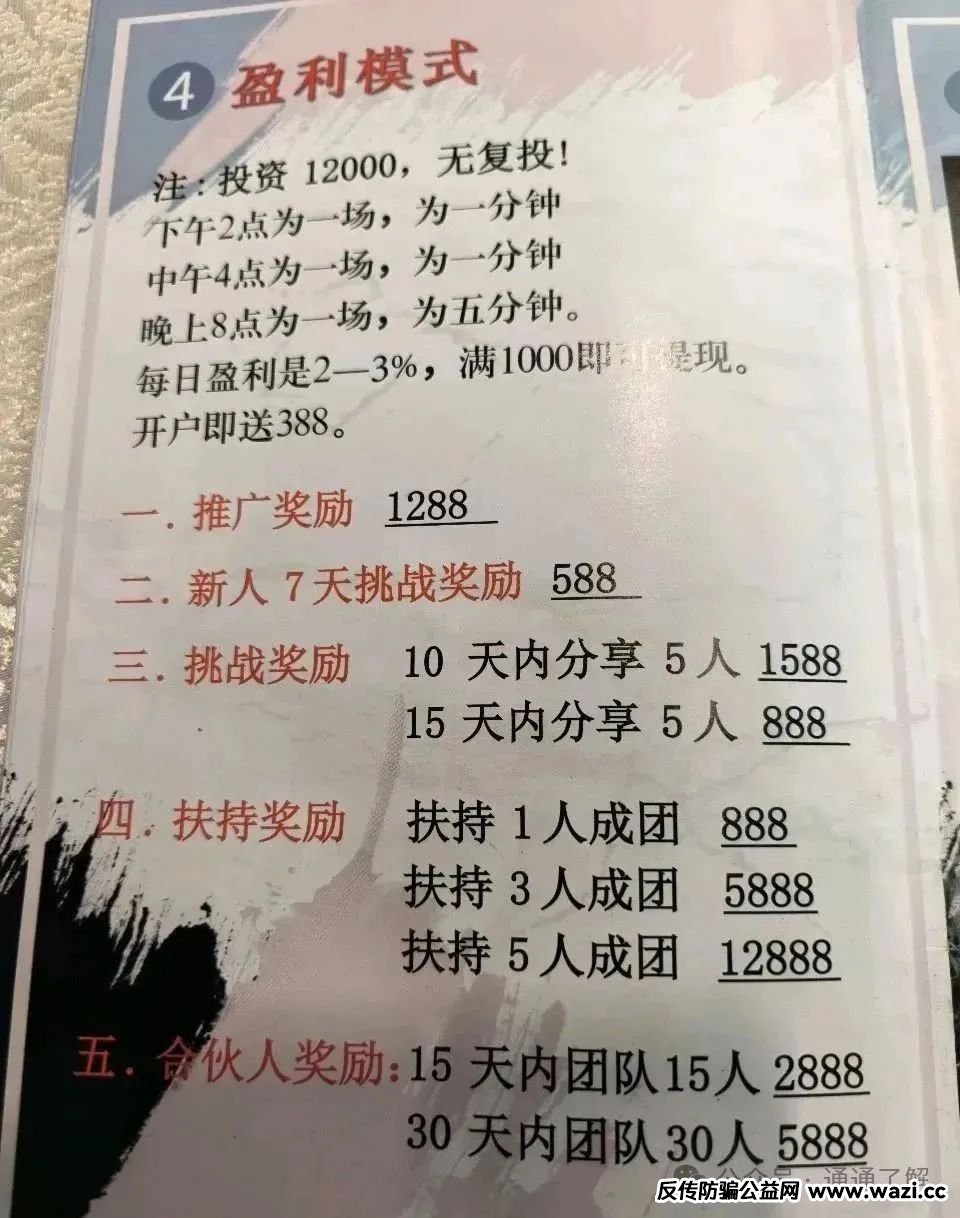 4 盈利模式
注：投资 12000，无复投！
下午2点为一场，为一分钟
中午4点为一场，为一分钟
晚上8点为一场，为五分钟。
每日盈利是2—3%，满1000即可提现。
开户即送388。
一．推广奖励 1288
二．新人 7 天挑战奖励 588
三．挑战奖励 10 天内分享 5 人 1588
15 天内分享 5 人 888
四．扶持奖励 扶持 1 人成团 888
扶持 3 人成团 5888
扶持 5 人成团 12888
五．合伙人奖励：15 天内团队15人 2888
30 天内团队30人 5888
公众号 · 通通了解
反传防骗公益网 www.wazi.cc